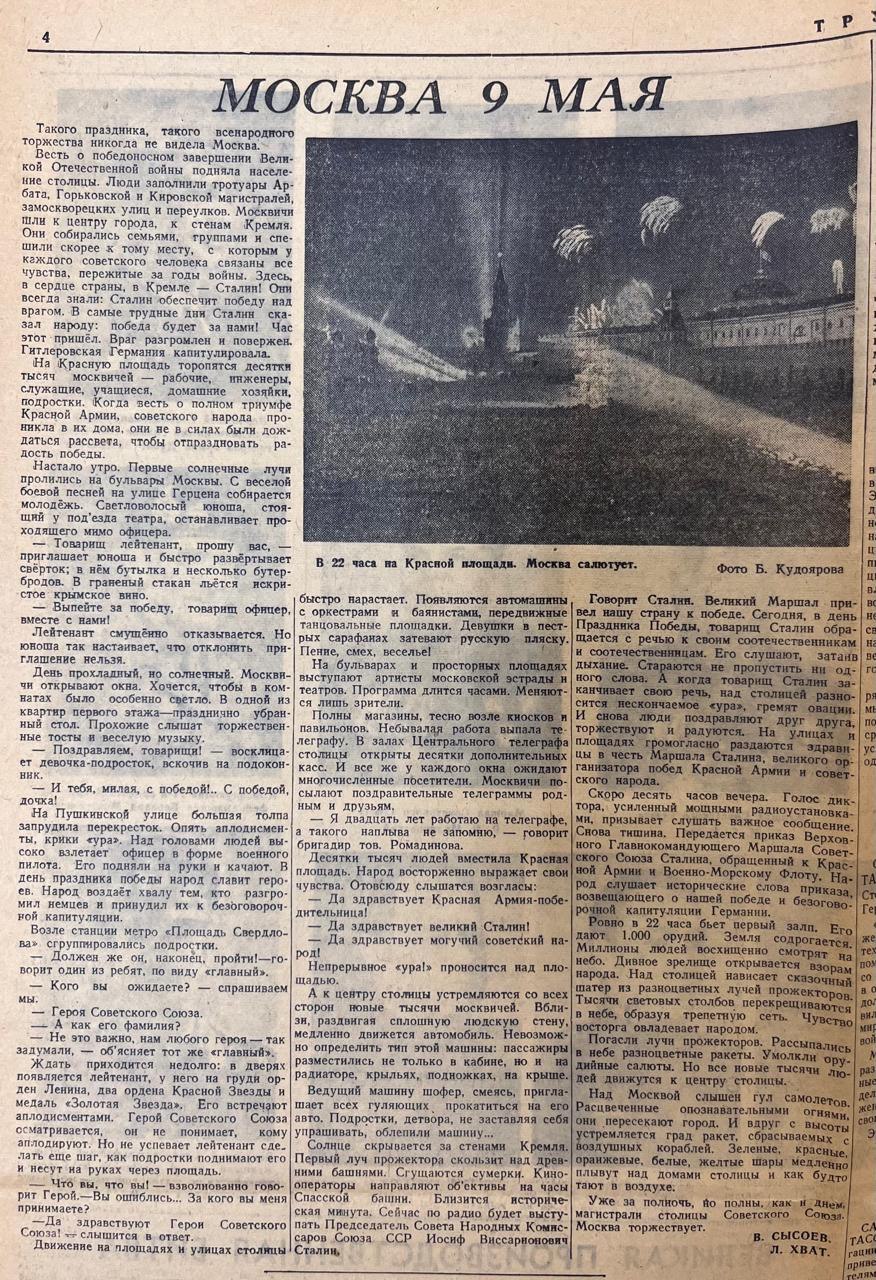 4
ТРУ
МОСКВА 9 МАЯ
Такого праздника, такого всенародного
торжества никогда не видела Москва.
Весть о победоносном завершении Вели-
кой Отечественной войны подняла населе-
ние столицы. Люди заполнили тротуары Ар-
бата, Горьковской и Кировской магистралей,
замоскворецких улиц и переулков. Москвичи
шли к центру города, к стенам Кремля.
Они собирались семьями, группами и спе-
шили скорее к тому месту, с которым у
каждого советского человека связаны все
чувства, пережитые за годы войны. Здесь,
в сердце страны, в Кремле — Сталин! Они
всегда знали: Сталин обеспечит победу над
врагом. В самые трудные дни Сталин ска-
зал народу: победа будет за нами! Час
этот пришёл. Враг разгромлен и повержен.
Гитлеровская Германия капитулировала.
На Красную площадь торопятся десятки
тысяч москвичей — рабочие, инженеры,
служащие, учащиеся, домашние хозяйки,
подростки. Когда весть о полном триумфе
Красной Армии, советского народа про-
никла в их дома, они не в силах были дож-
даться рассвета, чтобы отпраздновать ра-
дость победы.
Настало утро. Первые солнечные лучи
пролились на бульвары Москвы. С веселой
боевой песней на улице Герцена собирается
молодёжь. Светловолосый юноша, стоя-
щий у под'езда театра, останавливает про-
ходящего мимо офицера.
— Товарищ лейтенант, прошу вас, —
приглашает юноша и быстро развёртывает
свёрток; в нём бутылка и несколько бутер-
бродов. В граненый стакан льётся искри-
стое крымское вино.
— Выпейте за победу, товарищ офицер,
вместе с нами!
Лейтенант смущённо отказывается. Но
юноша так настаивает, что отклонить при-
глашение нельзя.
День прохладный, но солнечный. Москви-
чи открывают окна. Хочется, чтобы в ком-
натах было особенно светло. В одной из
квартир первого этажа—празднично убран-
ный стол. Прохожие слышат торжествен-
ные тосты и веселую музыку.
— Поздравляем, товарищи! — восклица-
ет девочка-подросток, вскочив на подокон-
ник.
— И тебя, милая, с победой!.. С победой,
дочка!
На Пушкинской улице большая толпа
запрудила перекресток. Опять аплодисмен-
ты, крики «ура». Над головами людей вы-
соко взлетает офицер в форме военного
пилота. Его подняли на руки и качают. В
день праздника победы народ славит геро-
ев. Народ воздаёт хвалу тем, кто разгро-
мил немцев и принудил их к безоговороч-
ной капитуляции.
Возле станции метро «Площадь Свердло-
ва» сгруппировались подростки.
— Должен же он, наконец, пройти!—го-
ворит один из ребят, по виду «главный».
— Кого вы ожидаете? — спрашиваем
мы.
— Героя Советского Союза.
— А как его фамилия?
— Не это важно, нам любого героя — так
задумали, — об'ясняет тот же «главный».
Ждать приходится недолго: в дверях
появляется лейтенант, у него на груди ор-
ден Ленина, два ордена Красной Звезды и
медаль «Золотая Звезда». Его встречают
аплодисментами. Герой Советского Союза
осматривается, он не понимает, кому
аплодируют. Но не успевает лейтенант сде-
лать еще шаг, как подростки поднимают его
и несут на руках через площадь.
— Что вы, что вы! — взволнованно гово-
рит Герой.—Вы ошиблись... За кого вы меня
принимаете?
—Да здравствуют Герои Советского
Союза! — слышится в ответ.
Движение на площадях и улицах столицы
В 22 часа на Красной площади. Москва салютует.
Фото Б. Кудоярова
быстро нарастает. Появляются автомашины
с оркестрами и баянистами, передвижные
танцовальные площадки. Девушки в пест-
рых сарафанах затевают русскую пляску.
Пение, смех, веселье!
На бульварах и просторных площадях
выступают артисты московской эстрады и
театров. Программа длится часами. Меняют-
ся лишь зрители.
Полны магазины, тесно возле киосков и
павильонов. Небывалая работа выпала те-
леграфу. В залах Центрального телеграфа
столицы открыты десятки дополнительных
касс. И все же у каждого окна ожидают
многочисленные посетители. Москвичи по-
сылают поздравительные телеграммы род-
ным и друзьям.
— Я двадцать лет работаю на телеграфе,
а такого наплыва не запомню, — говорит
бригадир тов. Ромадинова.
Десятки тысяч людей вместила Красная
площадь. Народ восторженно выражает свои
чувства. Отовсюду слышатся возгласы:
— Да здравствует Красная Армия-побе-
дительница!
— Да здравствует великий Сталин!
— Да здравствует могучий советский на-
род!
Непрерывное «ура!» проносится над пло-
щадью.
А к центру столицы устремляются со всех
сторон новые тысячи москвичей. Вбли-
зи, раздвигая сплошную людскую стену,
медленно движется автомобиль. Невозмож-
но определить тип этой машины: пассажиры
разместились не только в кабине, но и на
радиаторе, крыльях, подножках, на крыше.
Ведущий машину шофер, смеясь, пригла-
шает всех гуляющих прокатиться на его
авто. Подростки, детвора, не заставляя себя
упрашивать, облепили машину...
Солнце скрывается за стенами Кремля.
Первый луч прожектора скользит над древ-
ними башнями. Сгущаются сумерки. Кино-
операторы направляют об'ективы на часы
Спасской башни. Близится историче-
ская минута. Сейчас по радио будет высту-
пать Председатель Совета Народных Комис-
саров Союза ССР Иосиф Виссарионович
Сталин.
Говорит Сталин. Великий Маршал при-
вел нашу страну к победе. Сегодня, в день
Праздника Победы, товарищ Сталин обра-
щается с речью к своим соотечественникам
и соотечественницам. Его слушают, затаив
дыхание. Стараются не пропустить ни од-
ного слова. А когда товарищ Сталин за-
канчивает свою речь, над столицей разно-
сится нескончаемое «ура», гремят овации.
И снова люди поздравляют друг друга,
торжествуют и радуются. На улицах и
площадях громогласно раздаются здрави-
цы в честь Маршала Сталина, великого ор-
ганизатора побед Красной Армии и совет-
ского народа.
Скоро десять часов вечера. Голос дик-
тора, усиленный мощными радиоустановка-
ми, призывает слушать важное сообщение.
Снова тишина. Передается приказ Верхов-
ного Главнокомандующего Маршала Совет-
ского Союза Сталина, обращенный к Крас-
ной Армии и Военно-Морскому Флоту. На-
род слушает исторические слова приказа,
возвещающего о нашей победе и безогово-
рочной капитуляции Германии.
Ровно в 22 часа бьет первый залп. Его
дают 1.000 орудий. Земля содрогается.
Миллионы людей восхищенно смотрят на
небо. Дивное зрелище открывается взорам
народа. Над столицей нависает сказочный
шатер из разноцветных лучей прожекторов.
Тысячи световых столбов перекрещиваются
в небе, образуя трепетную сеть. Чувство
восторга овладевает народом.
Погасли лучи прожекторов. Рассыпались
в небе разноцветные ракеты. Умолкли ору-
дийные салюты. Но все новые тысячи лю-
дей движутся к центру столицы.
Над Москвой слышен гул самолетов.
Расцвеченные опознавательными огнями,
они пересекают город. И вдруг с высоты
устремляется град ракет, сбрасываемых с
воздушных кораблей. Зеленые, красные,
оранжевые, белые, желтые шары медленно
плывут над домами столицы и как будто
тают в воздухе.
Уже за полночь, но полны, как и днем,
магистрали столицы Советского Союза.
Москва торжествует.
В. СЫСОЕВ.
Л. ХВАТ.